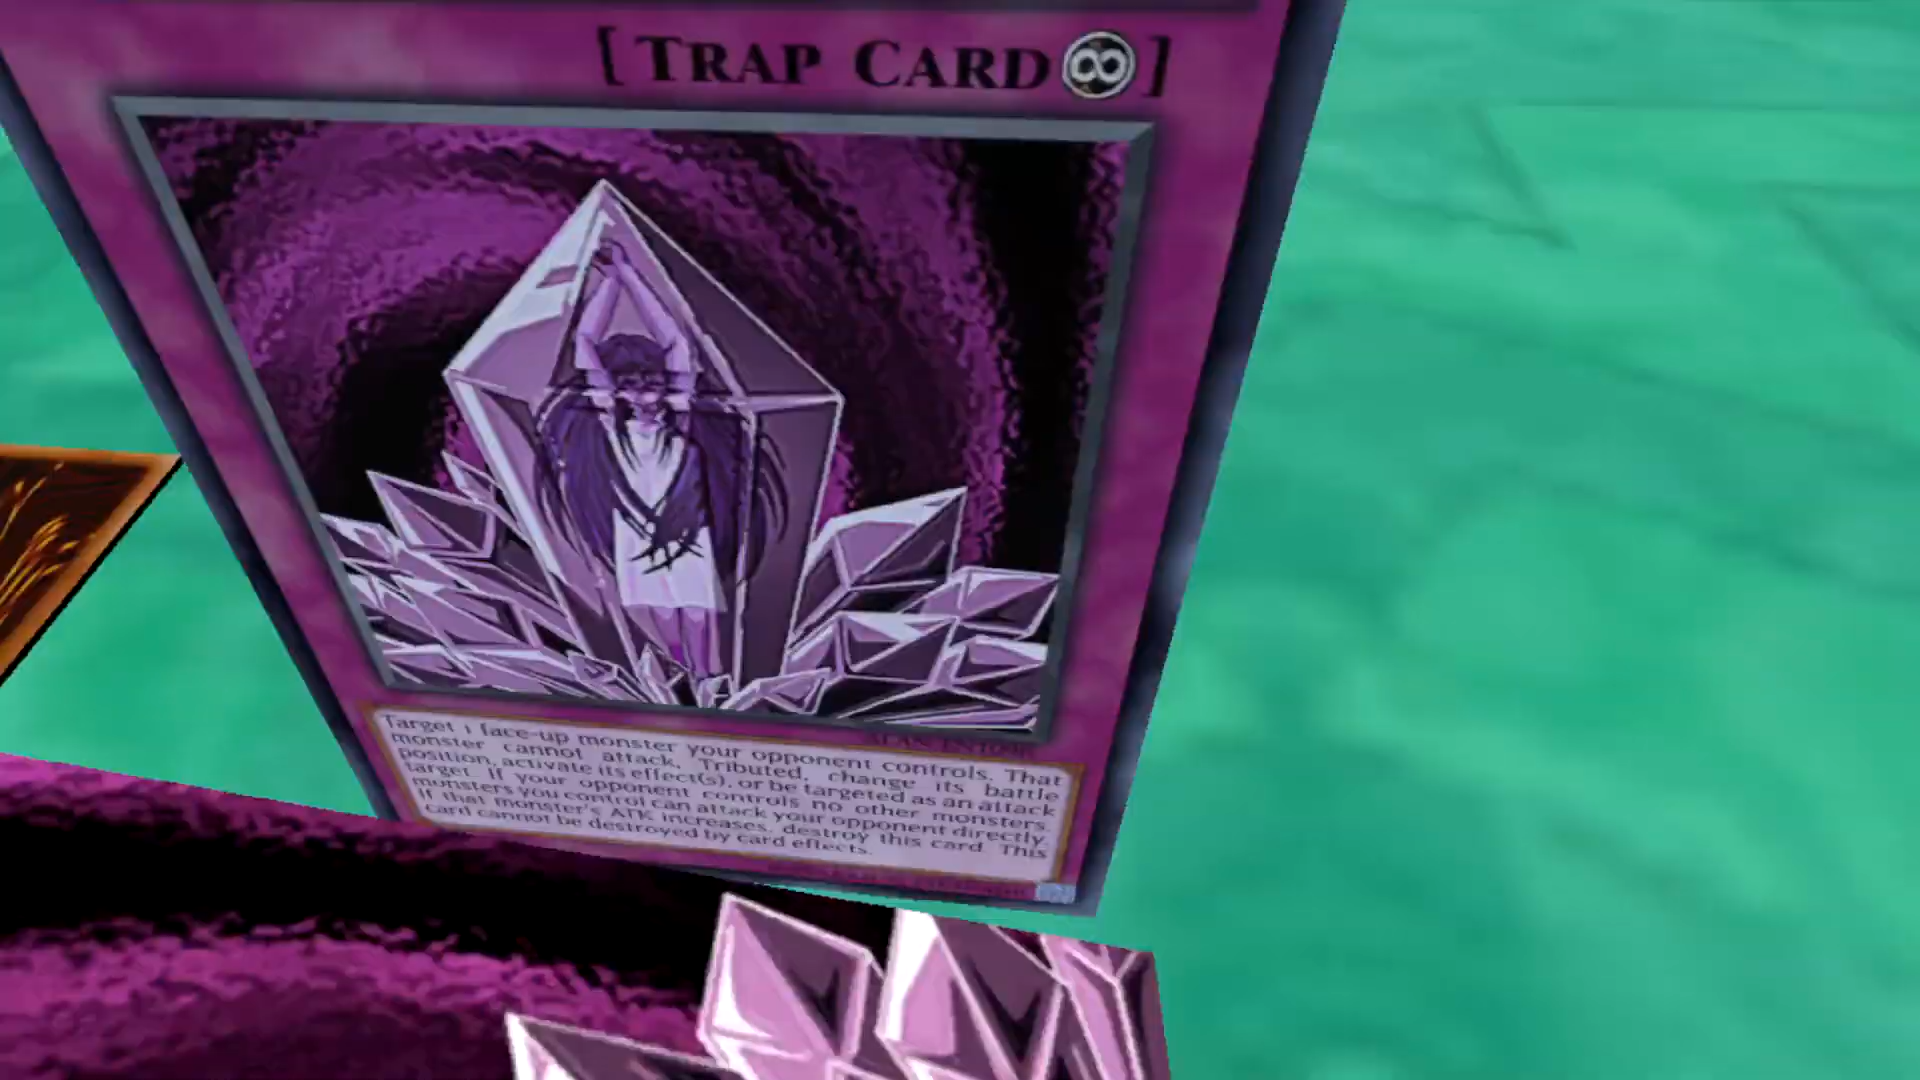 [TRAP CARD]
Target 1 face-up monster your opponent controls. That
monster cannot attack, Tributed, change its battle
position, activate its effect(s), or be targeted as an attack
target. If your opponent controls no other monsters,
monsters you control can attack your opponent directly.
If that monster's ATK increases, destroy this card. This
card cannot be destroyed by card effects.